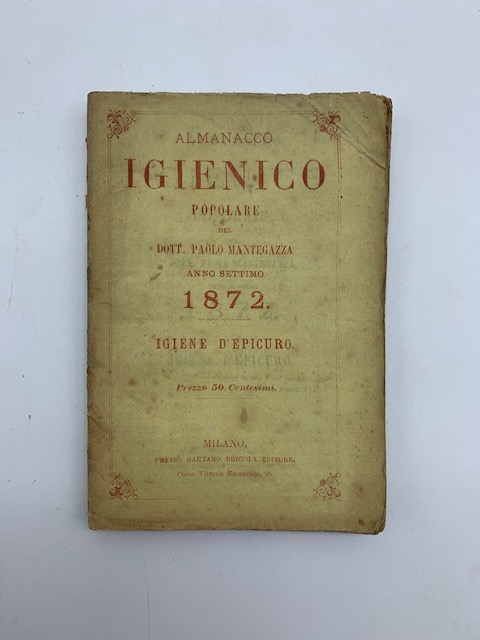 ALMANACCO
IGIENICO
POPOLARE
DEL
DOTT. PAOLO MANTEGAZZA
ANNO SETTIMO
1872.
IGIENE D'EPICURO.
Prezzo 50 Centesimi.
MILANO.
PRESSO GAETANO BRIGOLA EDITORE.
Corso Vittorio Emanuele, 26.